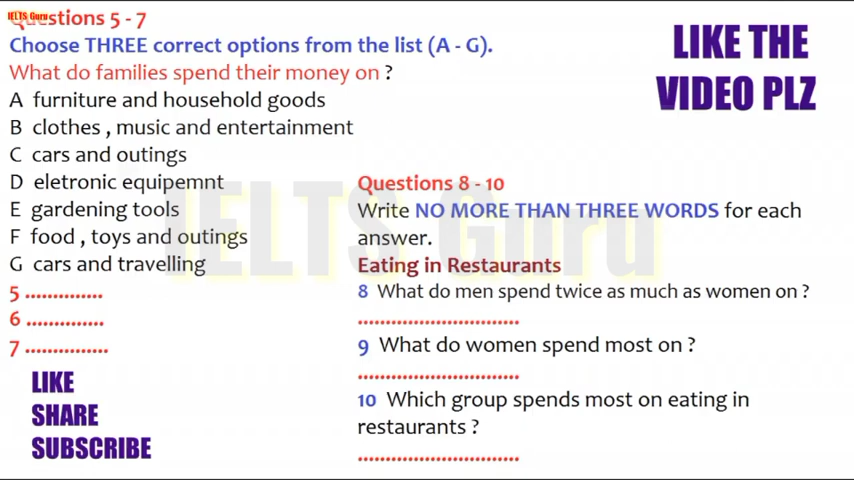 IELTS Guru
Questions 5 - 7
Choose THREE correct options from the list (A - G).
What do families spend their money on ?
A furniture and household goods
B clothes , music and entertainment
C cars and outings
D eletronic equipemnt
E gardening tools
F food , toys and outings
G cars and travelling
5 ..............
6 ..............
7 ...............
LIKE
SHARE
SUBSCRIBE
LIKE THE
VIDEO PLZ
IELTS Guru
Questions 8 - 10
Write NO MORE THAN THREE WORDS for each
answer.
Eating in Restaurants
8 What do men spend twice as much as women on ?
.............................
9 What do women spend most on ?
.............................
10 Which group spends most on eating in
restaurants ?
.............................